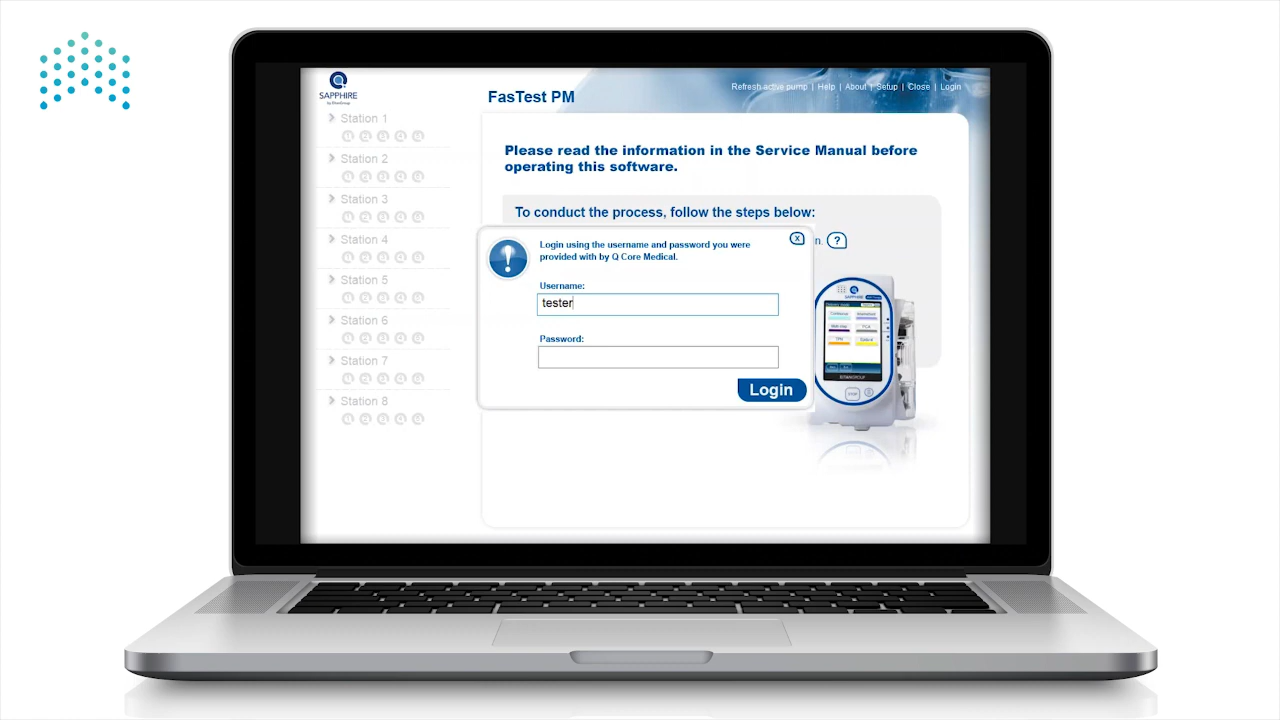 SAPPHIRE
FasTest PM
Refresh active pump | Help | About | Setup | Close | Login
Station 1
Station 2
Station 3
Station 4
Station 5
Station 6
Station 7
Station 8
Please read the information in the Service Manual before
operating this software.
To conduct the process, follow the steps below:
n. ?
Login using the username and password you were
provided with by Q Core Medical.
x
Username:
tester
Password:
Login
SAPPHIRE